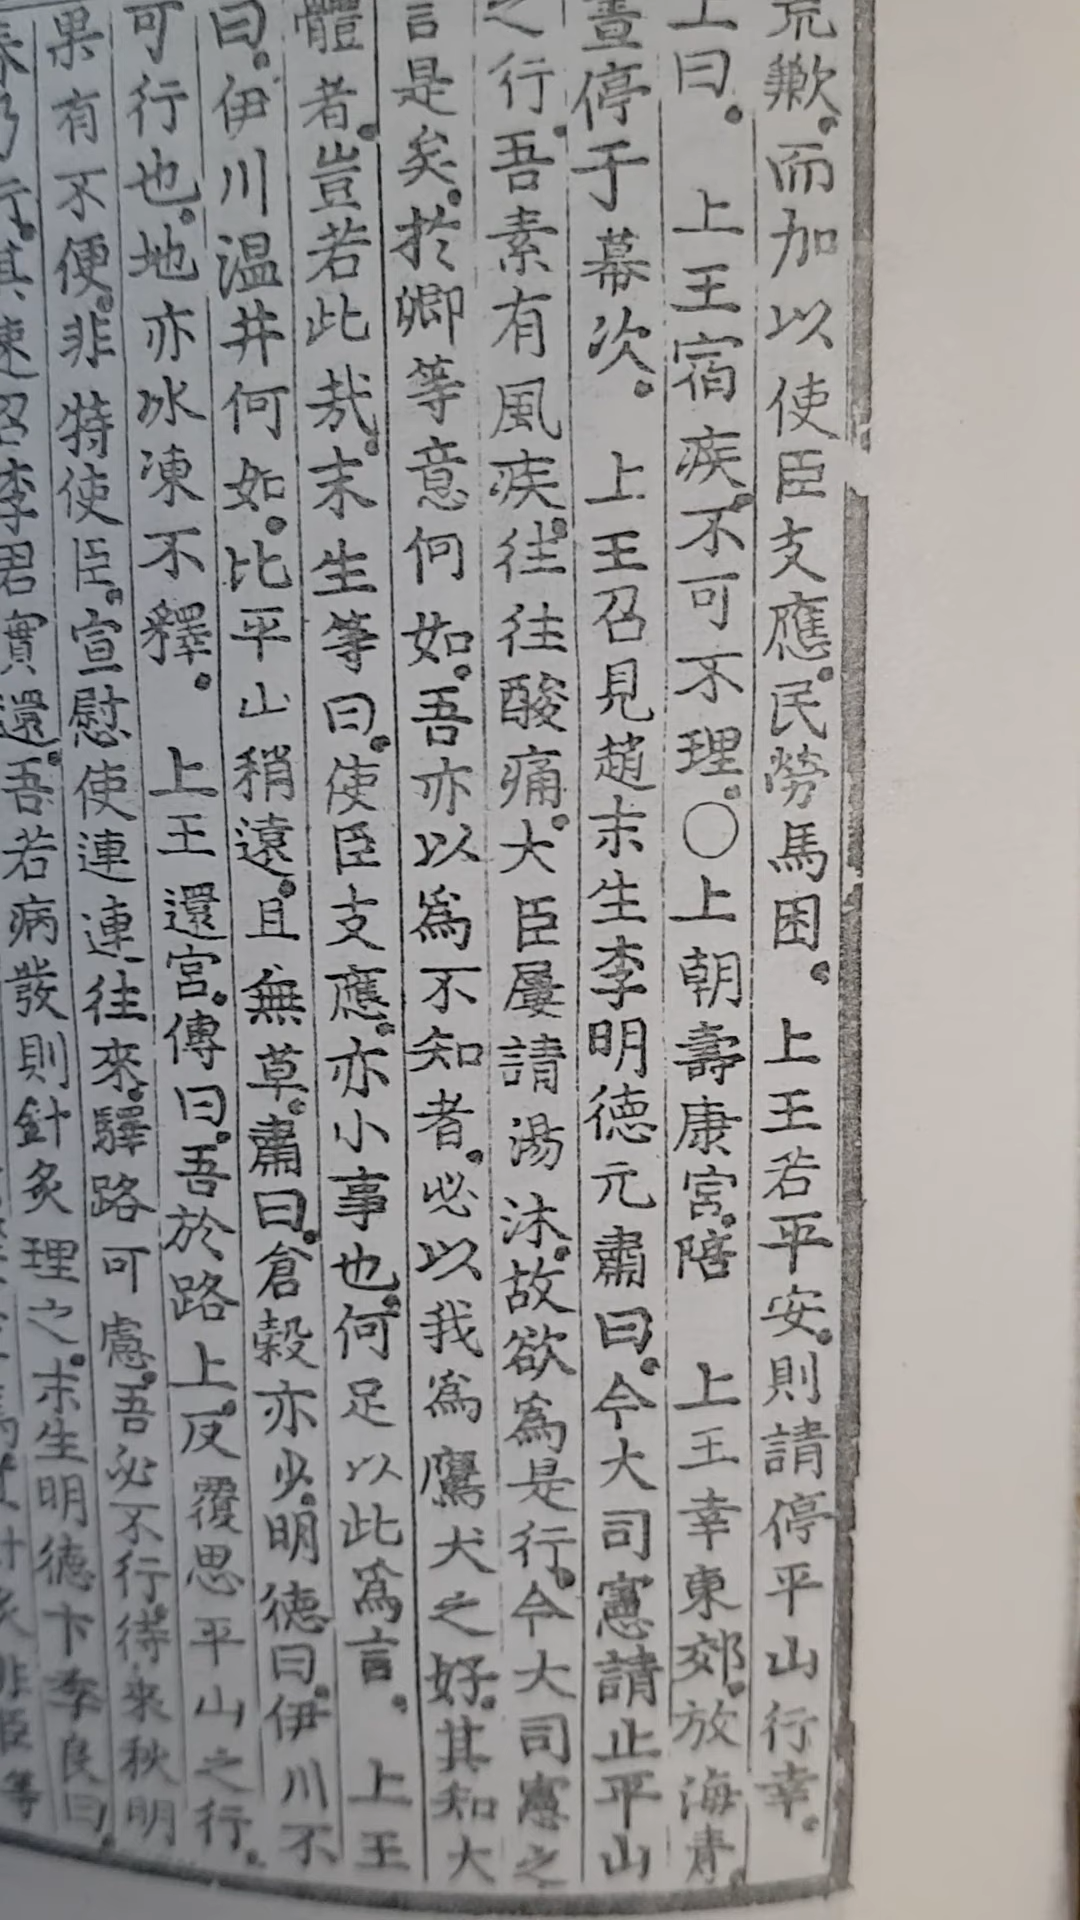 荒歉。而加以使臣支應。民勞馬困。　上王若平安。則請停平山行幸。
上曰。　上王宿疾。不可不理。○上朝壽康宮。陪　上王幸東郊。放海青。
晝停于幕次。　上王召見趙末生李明德元肅曰。今大司憲請止平山
之行。吾素有風疾。往往酸痛。大臣屢請湯沐。故欲爲是行。今大司憲之
言是矣。於卿等意何如。吾亦以爲不知者。必以我爲鷹犬之好。其知大
體者。豈若此哉。末生等曰。使臣支應。亦小事也。何足以此爲言。　上王
曰。伊川温井何如。比平山稍遠。且無草。肅曰。倉穀亦少。明德曰。伊川不
可行也。地亦氷凍不釋。　上王還宮。傳曰。吾於路上。反覆思平山之行。
果有不便。非特使臣。宣慰使連連往來。驛路可慮。吾必不行。待來秋明
春乃行。其速召李君實還。吾若病發則針灸理之。末生明德卞季良曰。